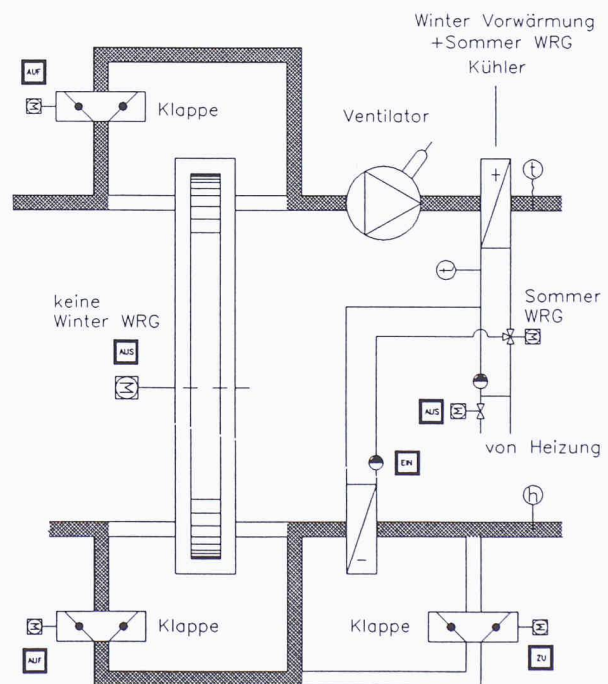 Winter Vorwärmung
+Sommer WRG
Kühler
AUF
M
Klappe
Ventilator
+
t
t
keine
Winter WRG
AUS
M
Sommer
WRG
M
AUS
M
von Heizung
EIN
h
-
M
Klappe
AUF
Klappe
M
ZU